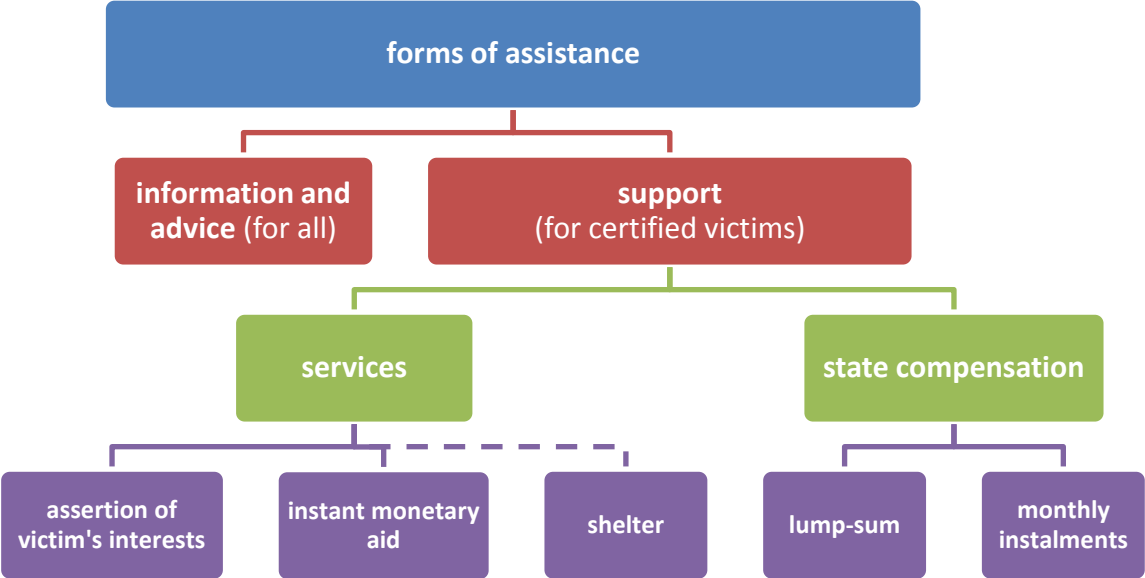 forms of assistance
information and
advice (for all)
support
(for certified victims)
services
state compensation
assertion of
victim's interests
instant monetary
aid
shelter
lump-sum
monthly
instalments